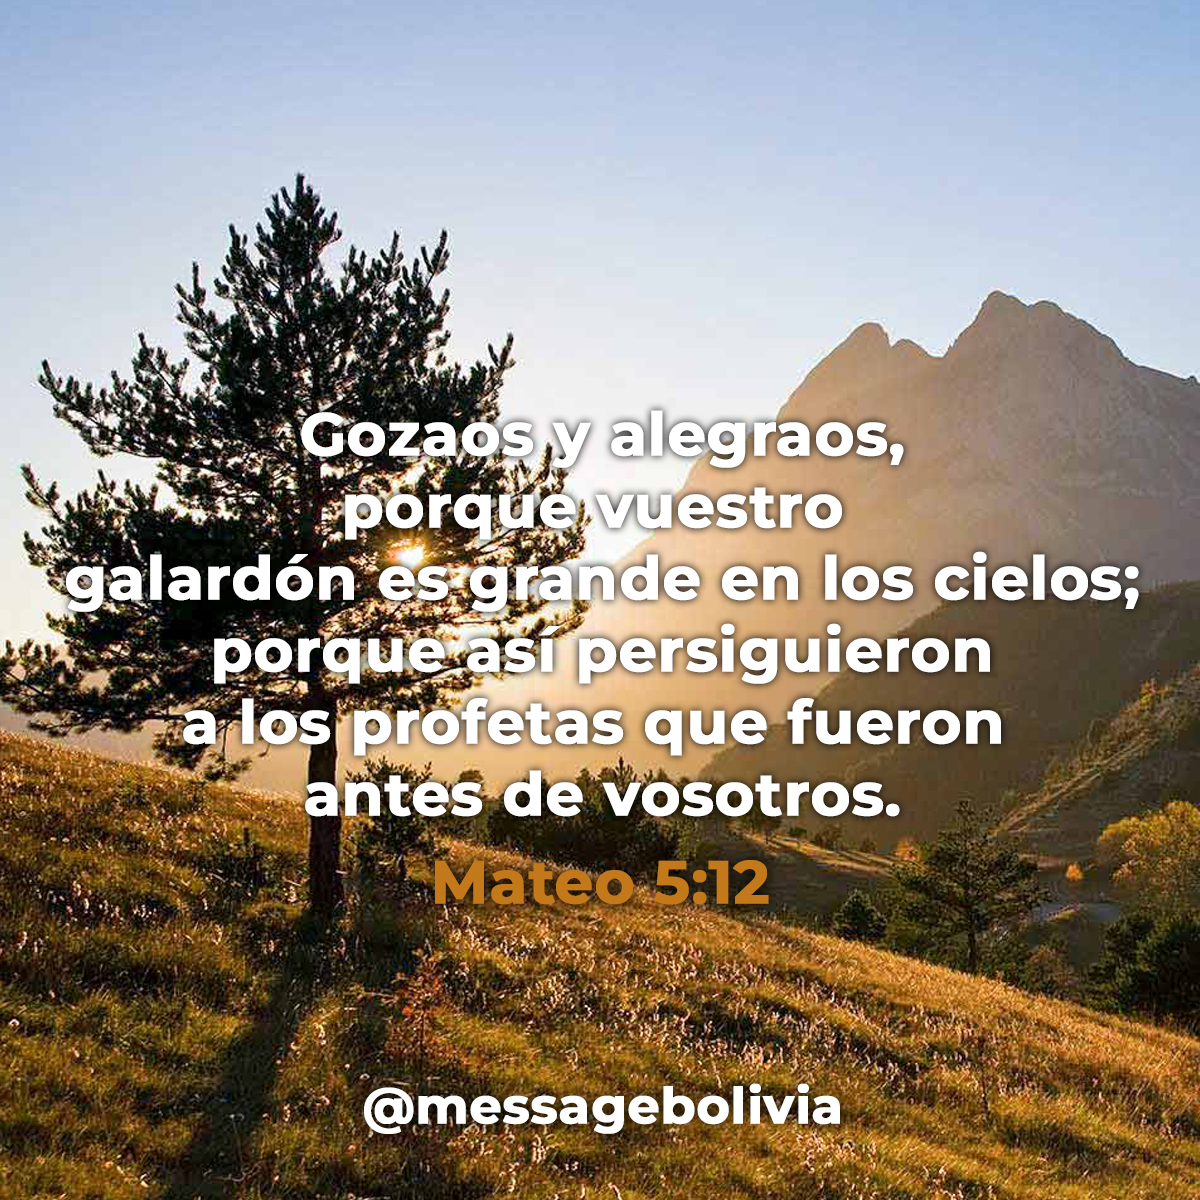 Gozaos y alegraos,
porque vuestro
galardón es grande en los cielos;
porque así persiguieron
a los profetas que fueron
antes de vosotros.
Mateo 5:12
@messagebolivia